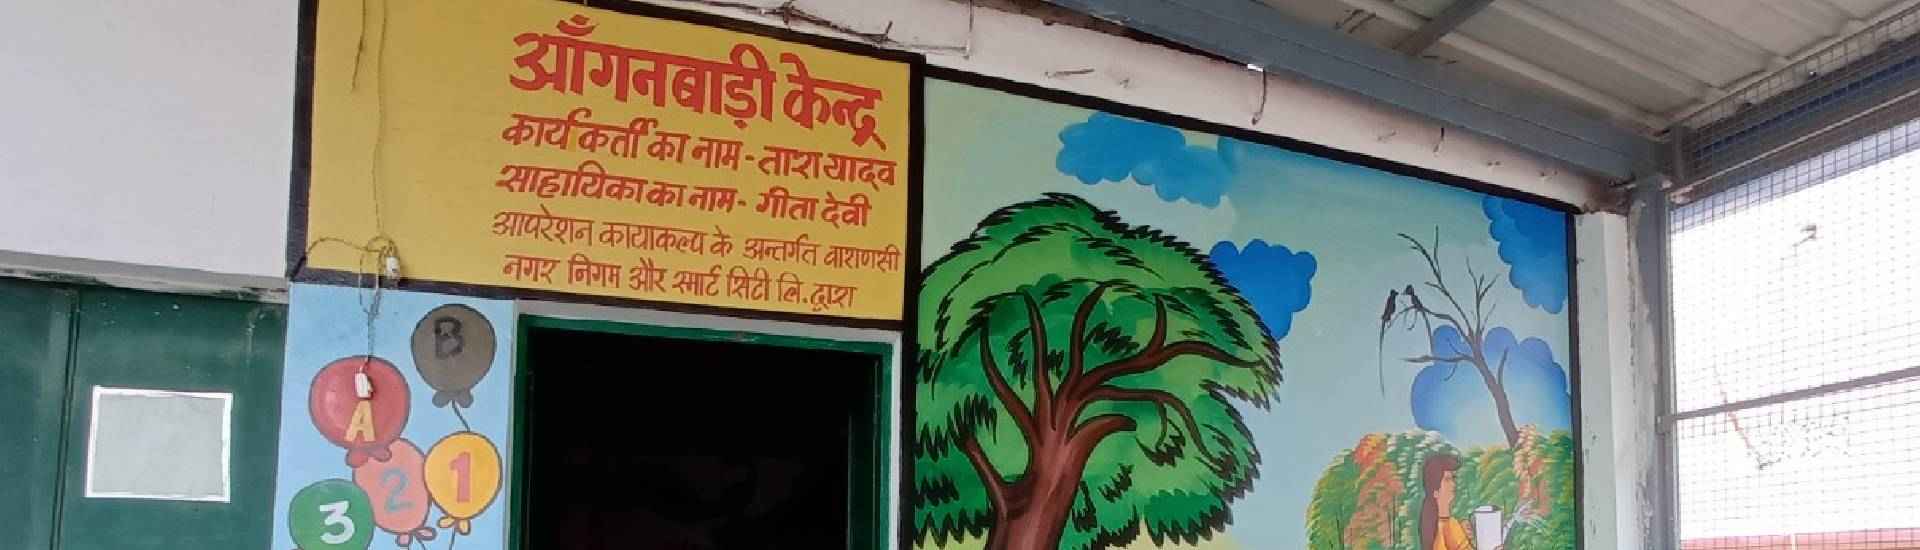 आँगनबाड़ी केन्द्र
कार्यकर्ती का नाम - तारा यादव
साहायिका का नाम - गीता देवी
आपरेशन कायाकल्प के अन्तर्गत वाराणसी
नगर निगम और स्मार्ट सिटी लि. द्वारा
B
A
2
1
3